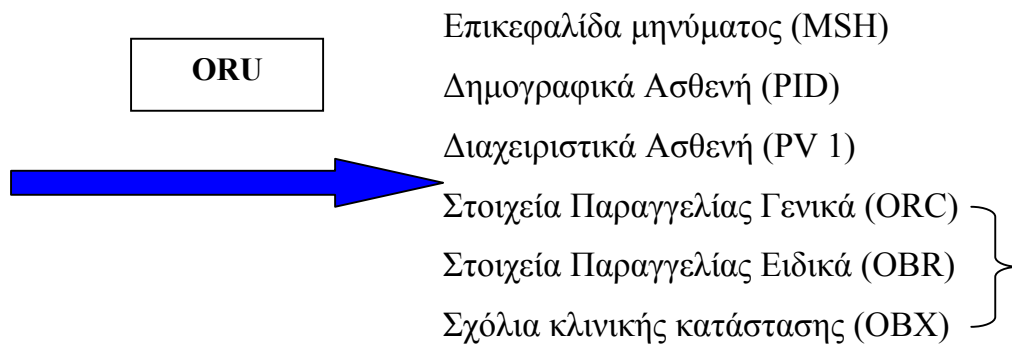 ORU
Επικεφαλίδα μηνύματος (MSH)
Δημογραφικά Ασθενή (PID)
Διαχειριστικά Ασθενή (PV 1)
Στοιχεία Παραγγελίας Γενικά (ORC)
Στοιχεία Παραγγελίας Ειδικά (OBR)
Σχόλια κλινικής κατάστασης (OBX)